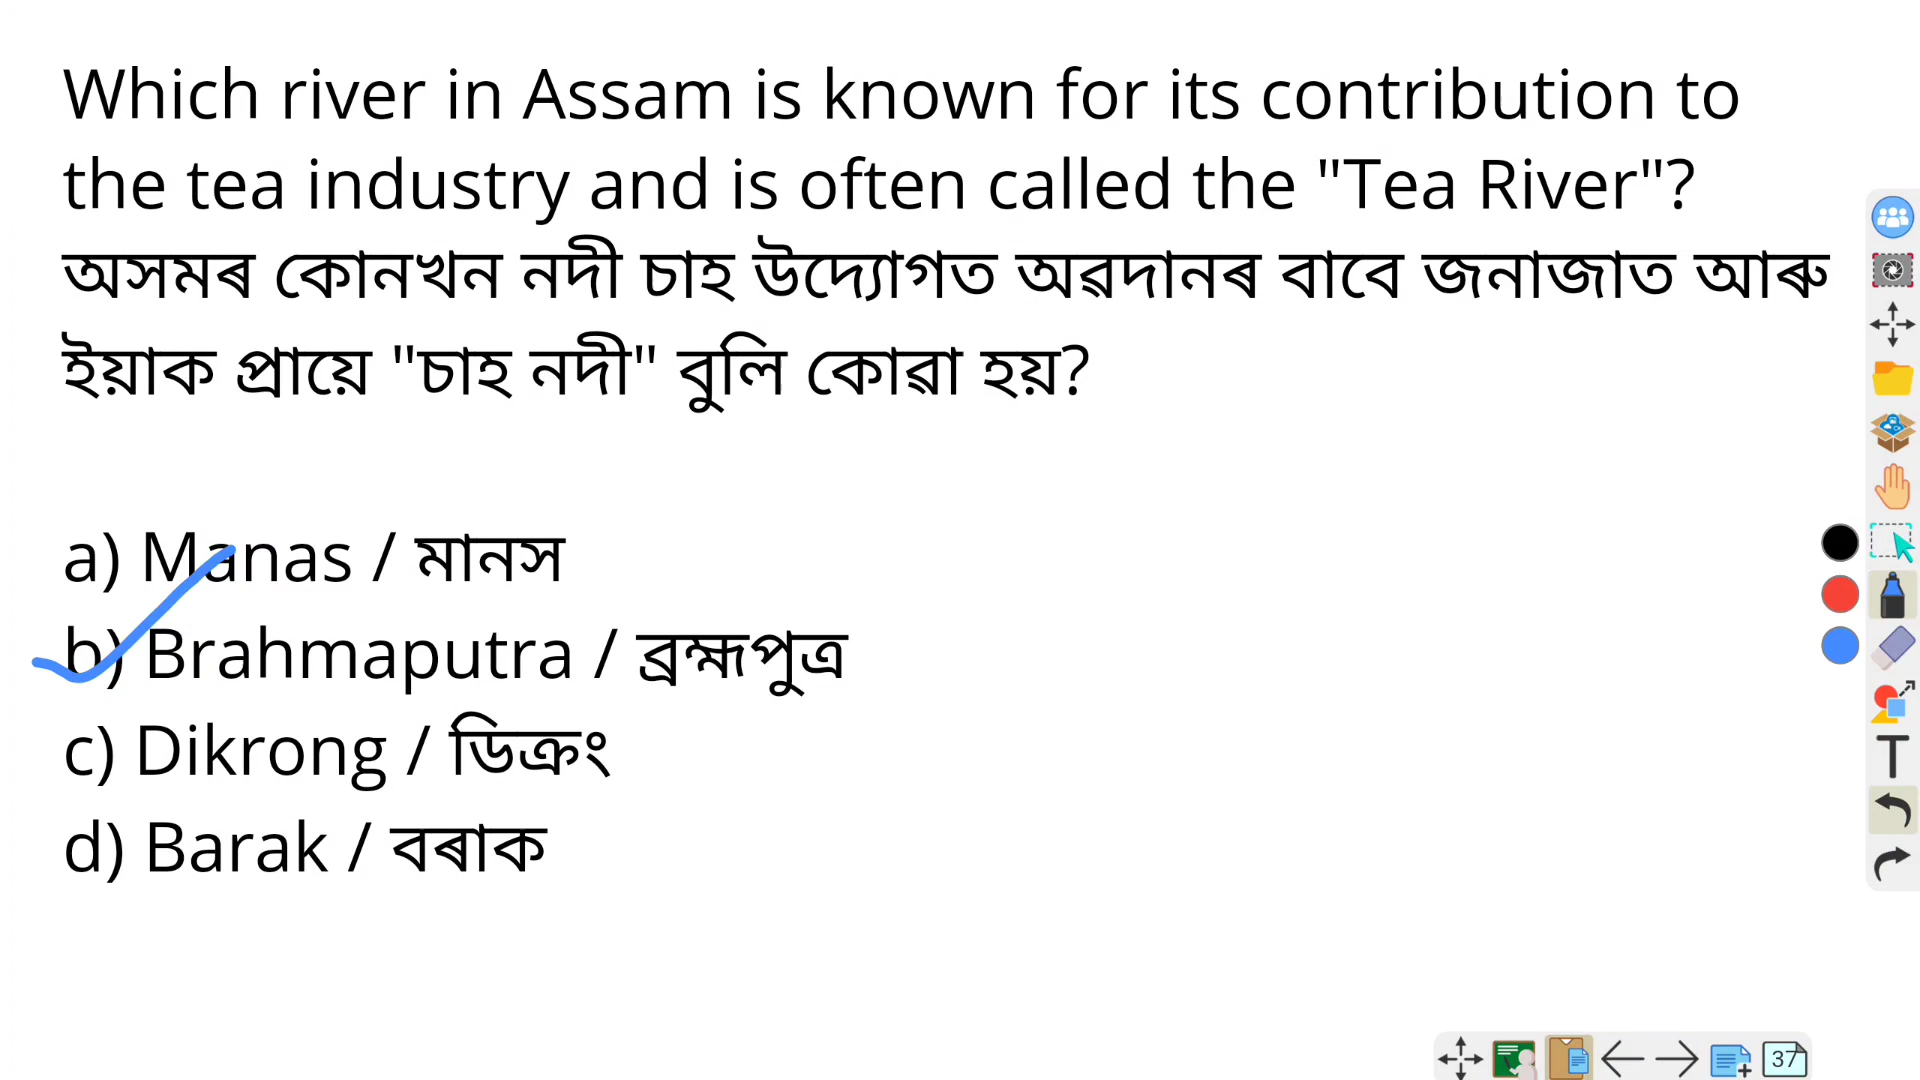 Which river in Assam is known for its contribution to
the tea industry and is often called the "Tea River"?
অসমৰ কোনখন নদী চাহ উদ্যোগত অৱদানৰ বাবে জনাজাত আৰু
ইয়াক প্ৰায়ে "চাহ নদী" বুলি কোৱা হয়?
a) Manas / মানস
b) Brahmaputra / ব্ৰহ্মপুত্ৰ
c) Dikrong / ডিক্ৰং
d) Barak / বৰাক
T
37